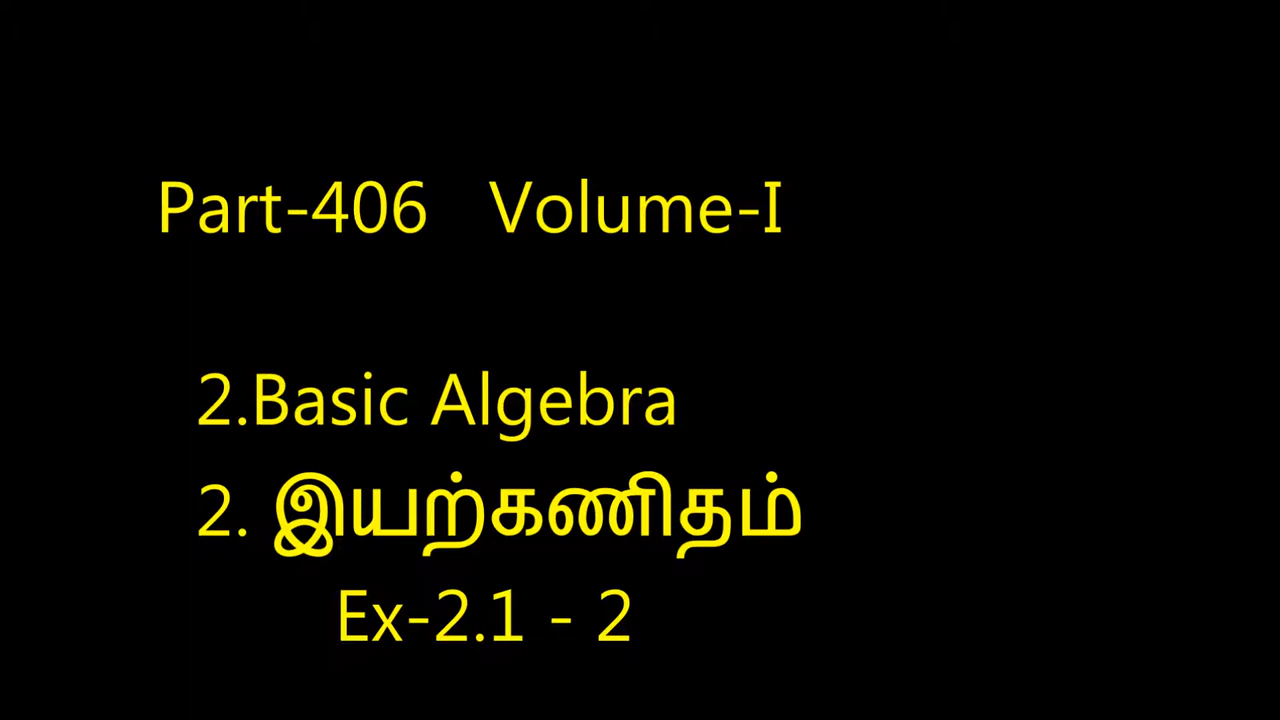 Part-406 Volume-I
2.Basic Algebra
2. இயற்கணிதம்
Ex-2.1 - 2